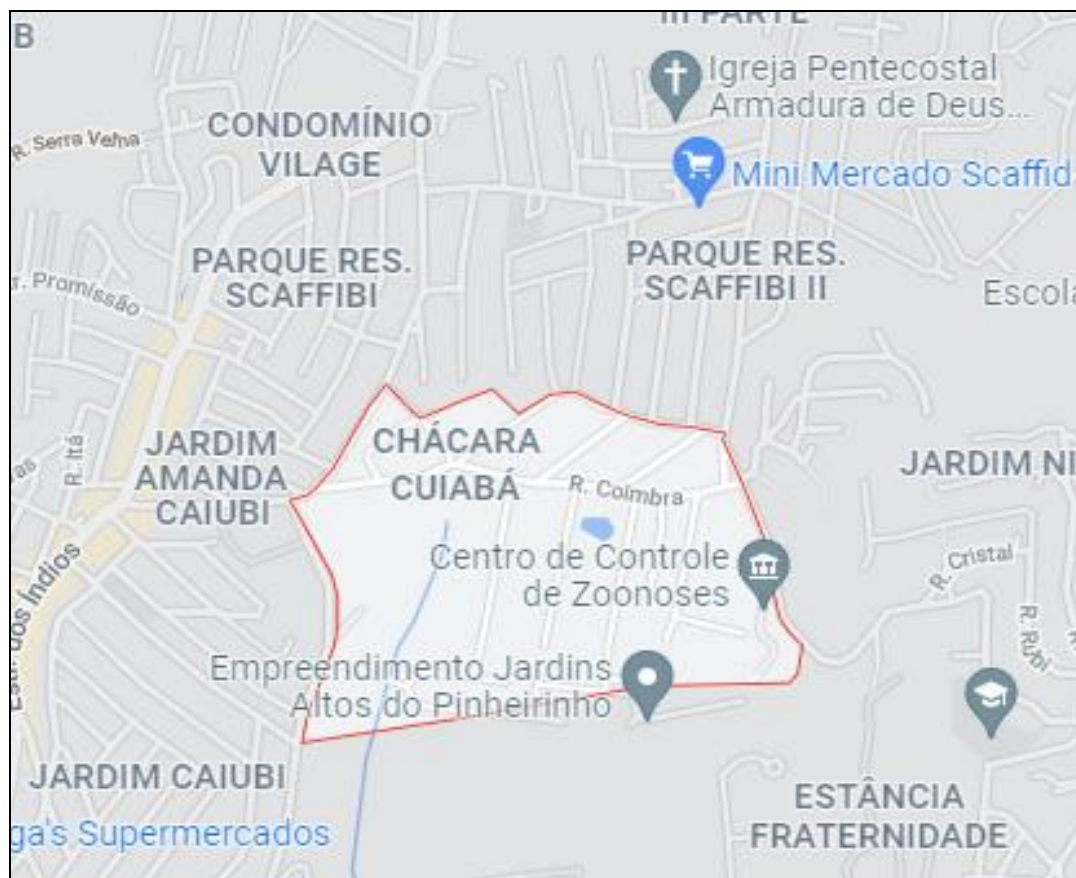 III PARTE
B
Igreja Pentecostal
Armadura de Deus...
CONDOMÍNIO
VILAGE
R. Serra Velha
Mini Mercado Scaffid
PARQUE RES.
SCAFFIBI
PARQUE RES.
SCAFFIBI II
r. Promissão
Escola
CHÁCARA
CUIABÁ
JARDIM
AMANDA
CAIUBI
R. Itá
as
R. Coimbra
JARDIM NI
Centro de Controle
de Zoonoses
R. Cristal
R. Rubi
Estr. dos Índios
Empreendimento Jardins
Altos do Pinheirinho
JARDIM CAIUBI
ga's Supermercados
ESTÂNCIA
FRATERNIDADE